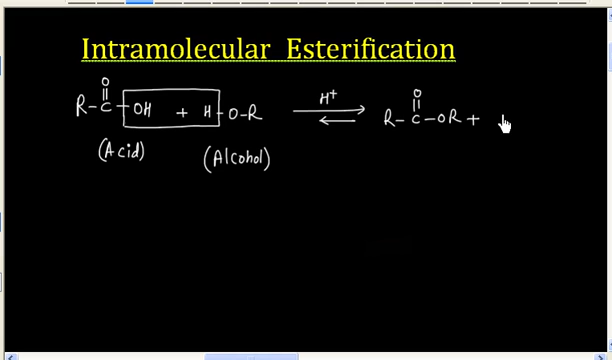 Intramolecular Esterification
O
R-C-OH + H-O-R H+ O
R-C-OR +
(Acid) (Alcohol)